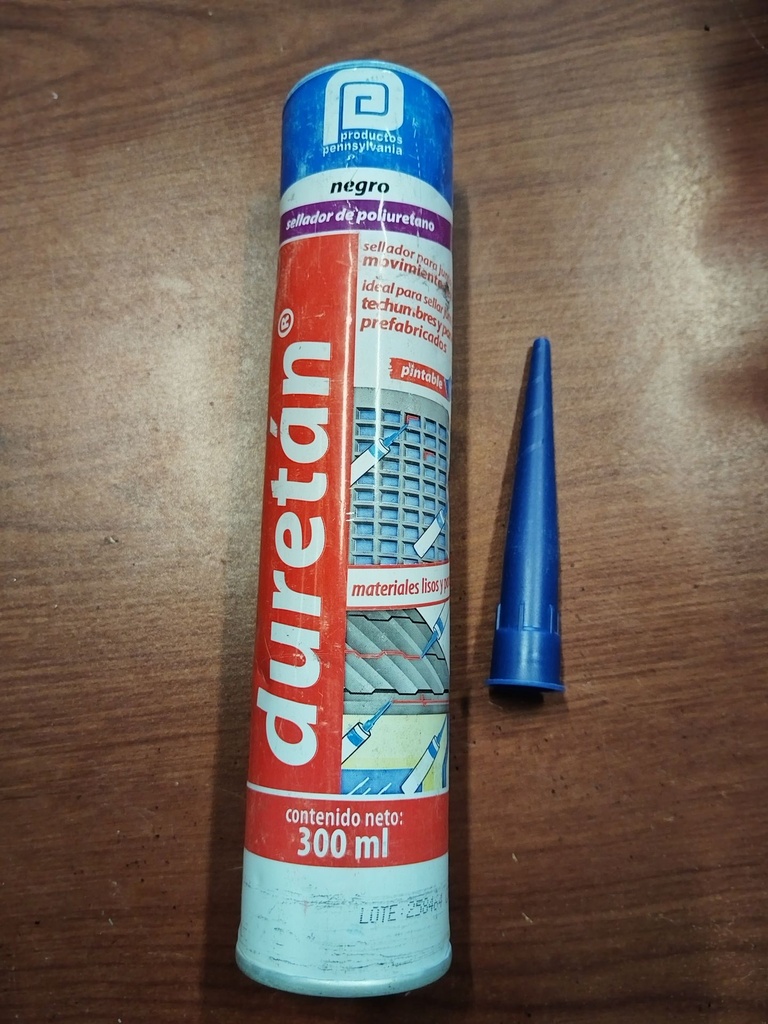 productos
pennsylvania
negro
sellador de poliuretano
sellador para
movimiento
ideal para sellar
techumbres y
prefabricados
pintable
duretán®
materiales lisos y
contenido neto:
300 ml
LOTE: